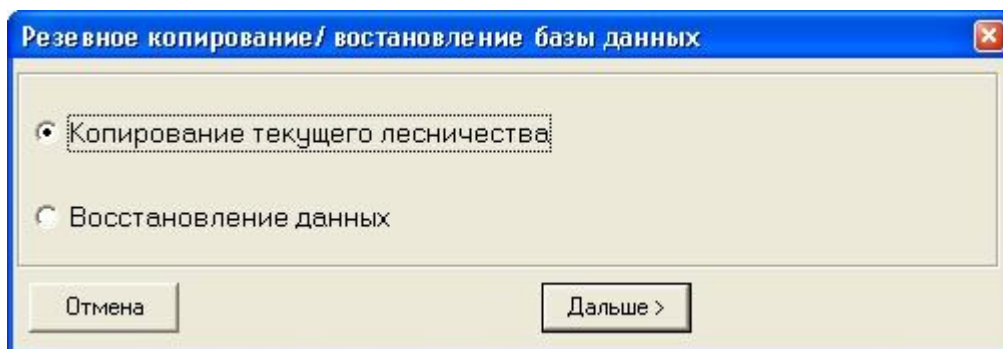 Резевное копирование/ востановление базы данных
Копирование текущего лесничества
Восстановление данных
Отмена
Дальше >